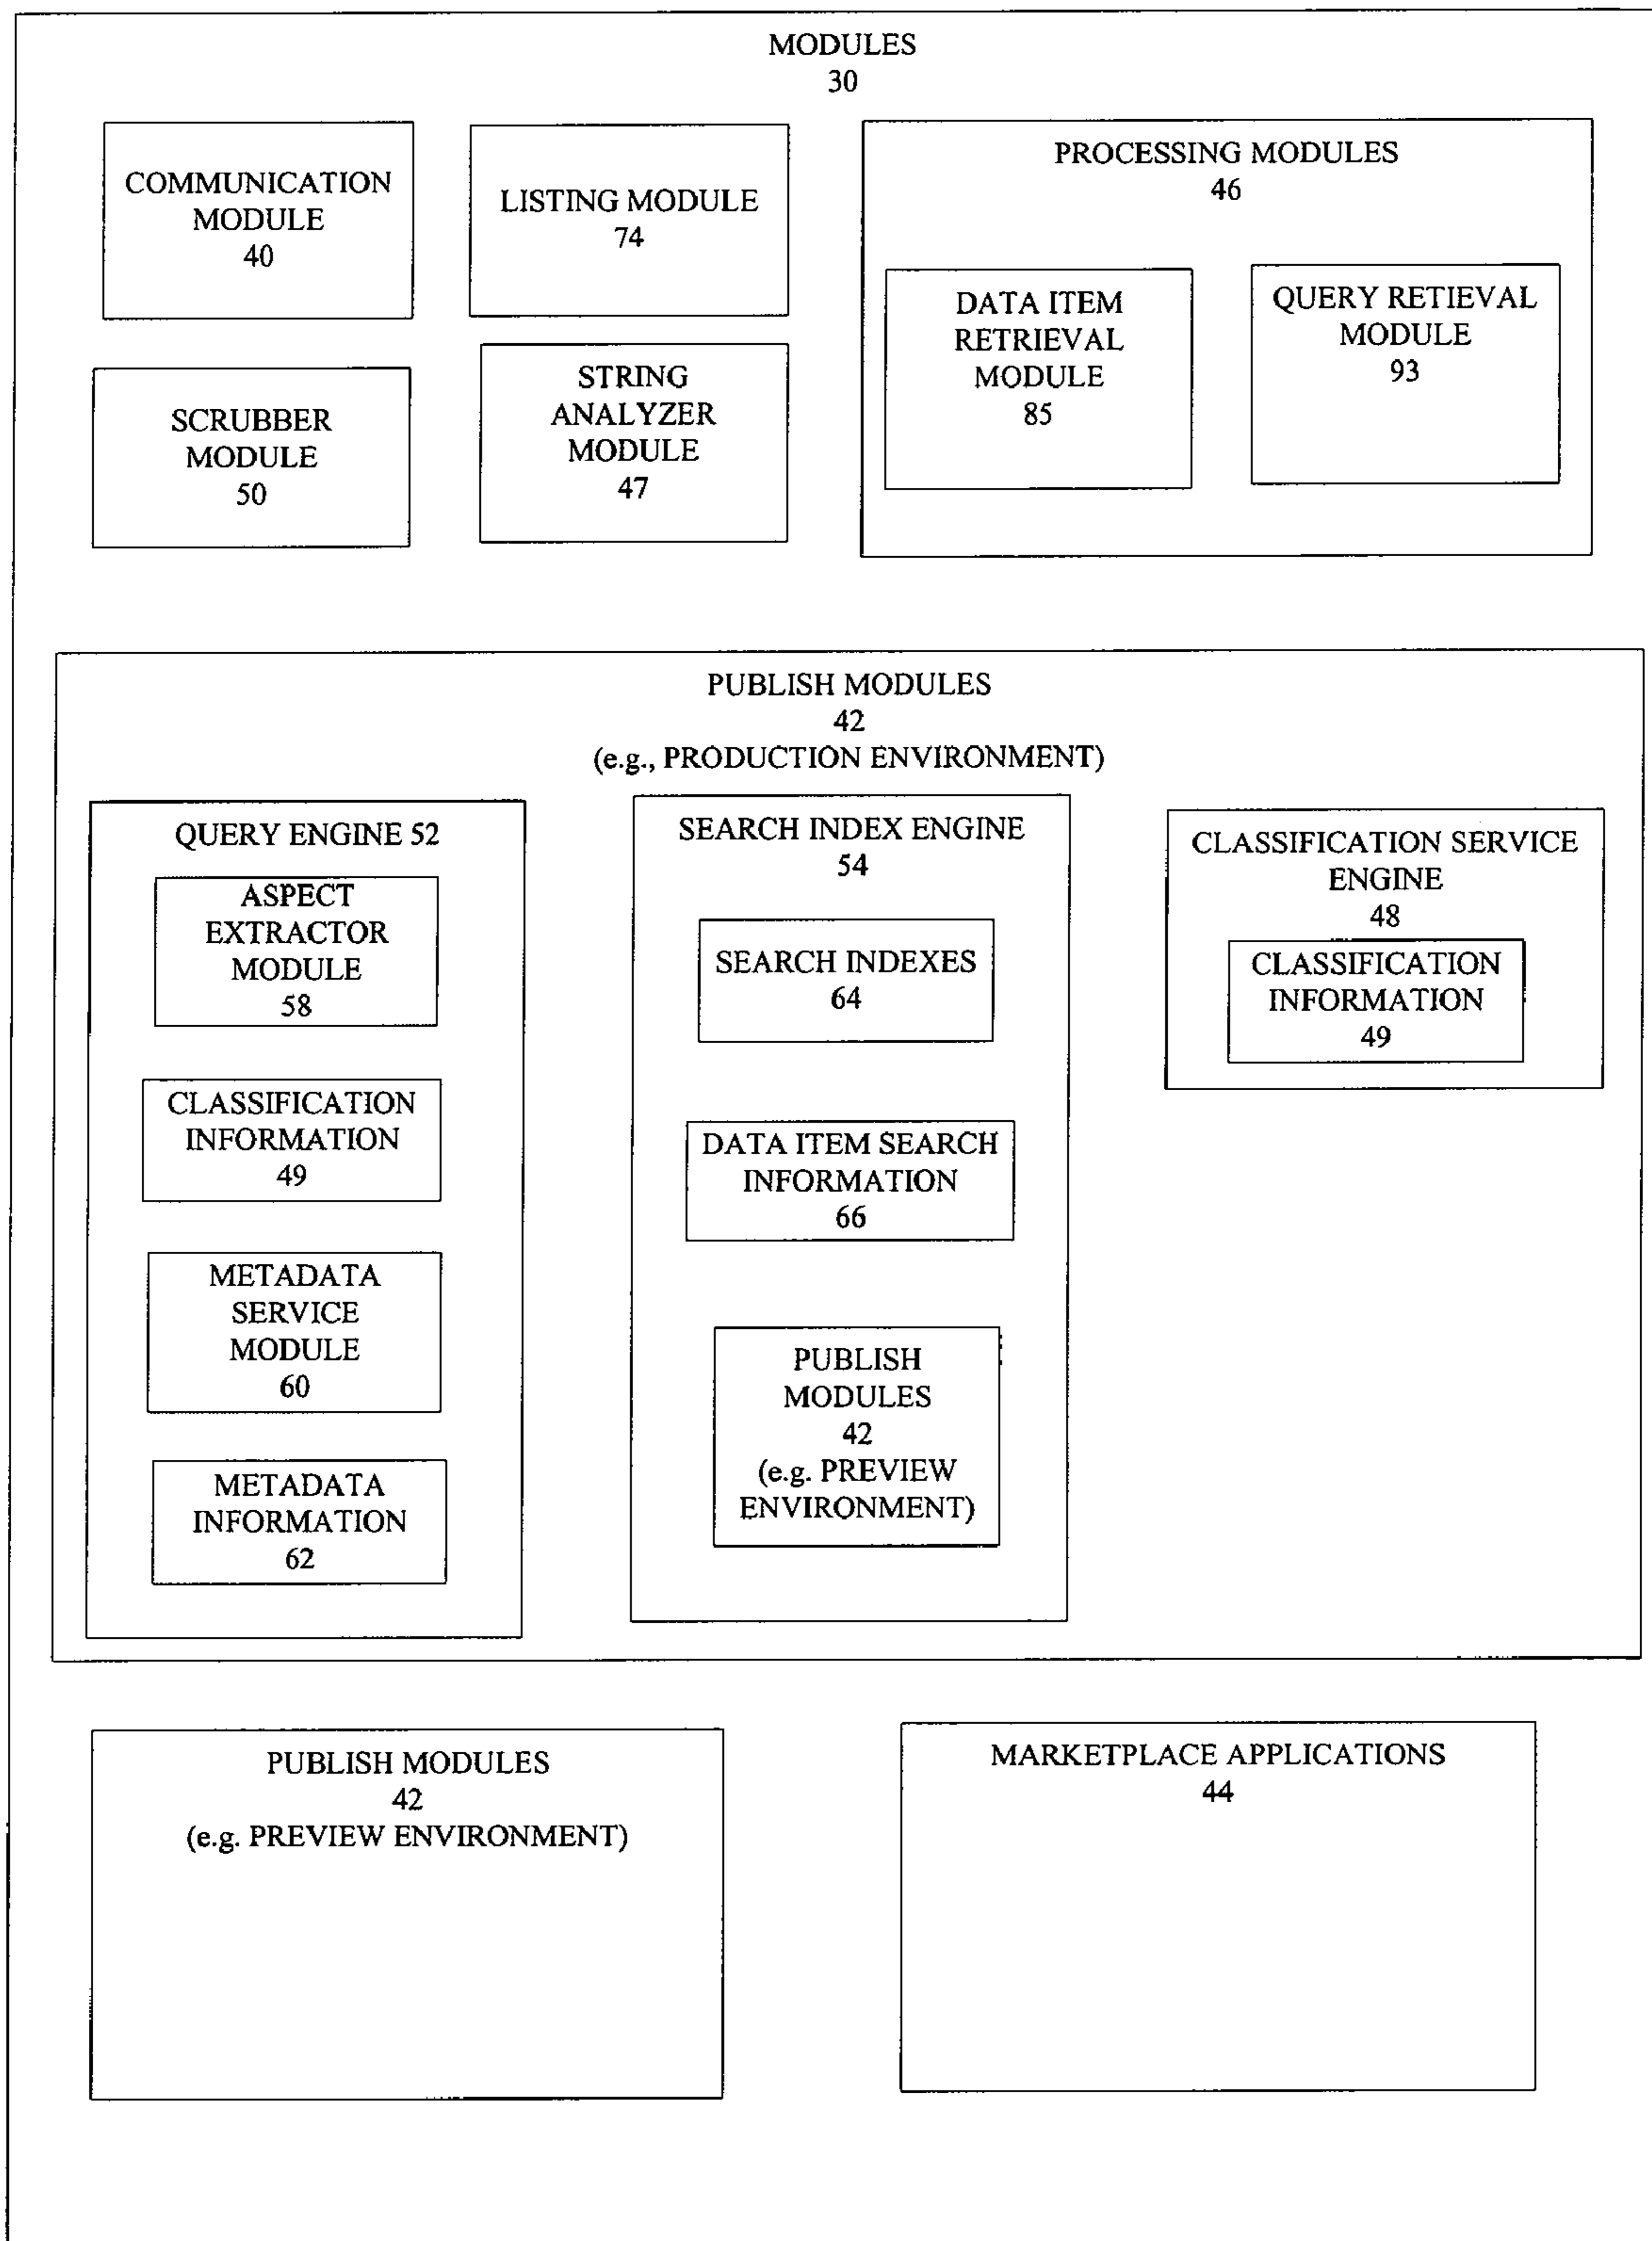 MODULES
30
COMMUNICATION
MODULE
40
LISTING MODULE
74
PROCESSING MODULES
46
DATA ITEM
RETRIEVAL
MODULE
85
QUERY RETIEVAL
MODULE
93
SCRUBBER
MODULE
50
STRING
ANALYZER
MODULE
47
PUBLISH MODULES
42
(e.g., PRODUCTION ENVIRONMENT)
QUERY ENGINE 52
ASPECT
EXTRACTOR
MODULE
58
CLASSIFICATION
INFORMATION
49
METADATA
SERVICE
MODULE
60
METADATA
INFORMATION
62
SEARCH INDEX ENGINE
54
SEARCH INDEXES
64
DATA ITEM SEARCH
INFORMATION
66
PUBLISH
MODULES
42
(e.g. PREVIEW
ENVIRONMENT)
CLASSIFICATION SERVICE
ENGINE
48
CLASSIFICATION
INFORMATION
49
PUBLISH MODULES
42
(e.g. PREVIEW ENVIRONMENT)
MARKETPLACE APPLICATIONS
44